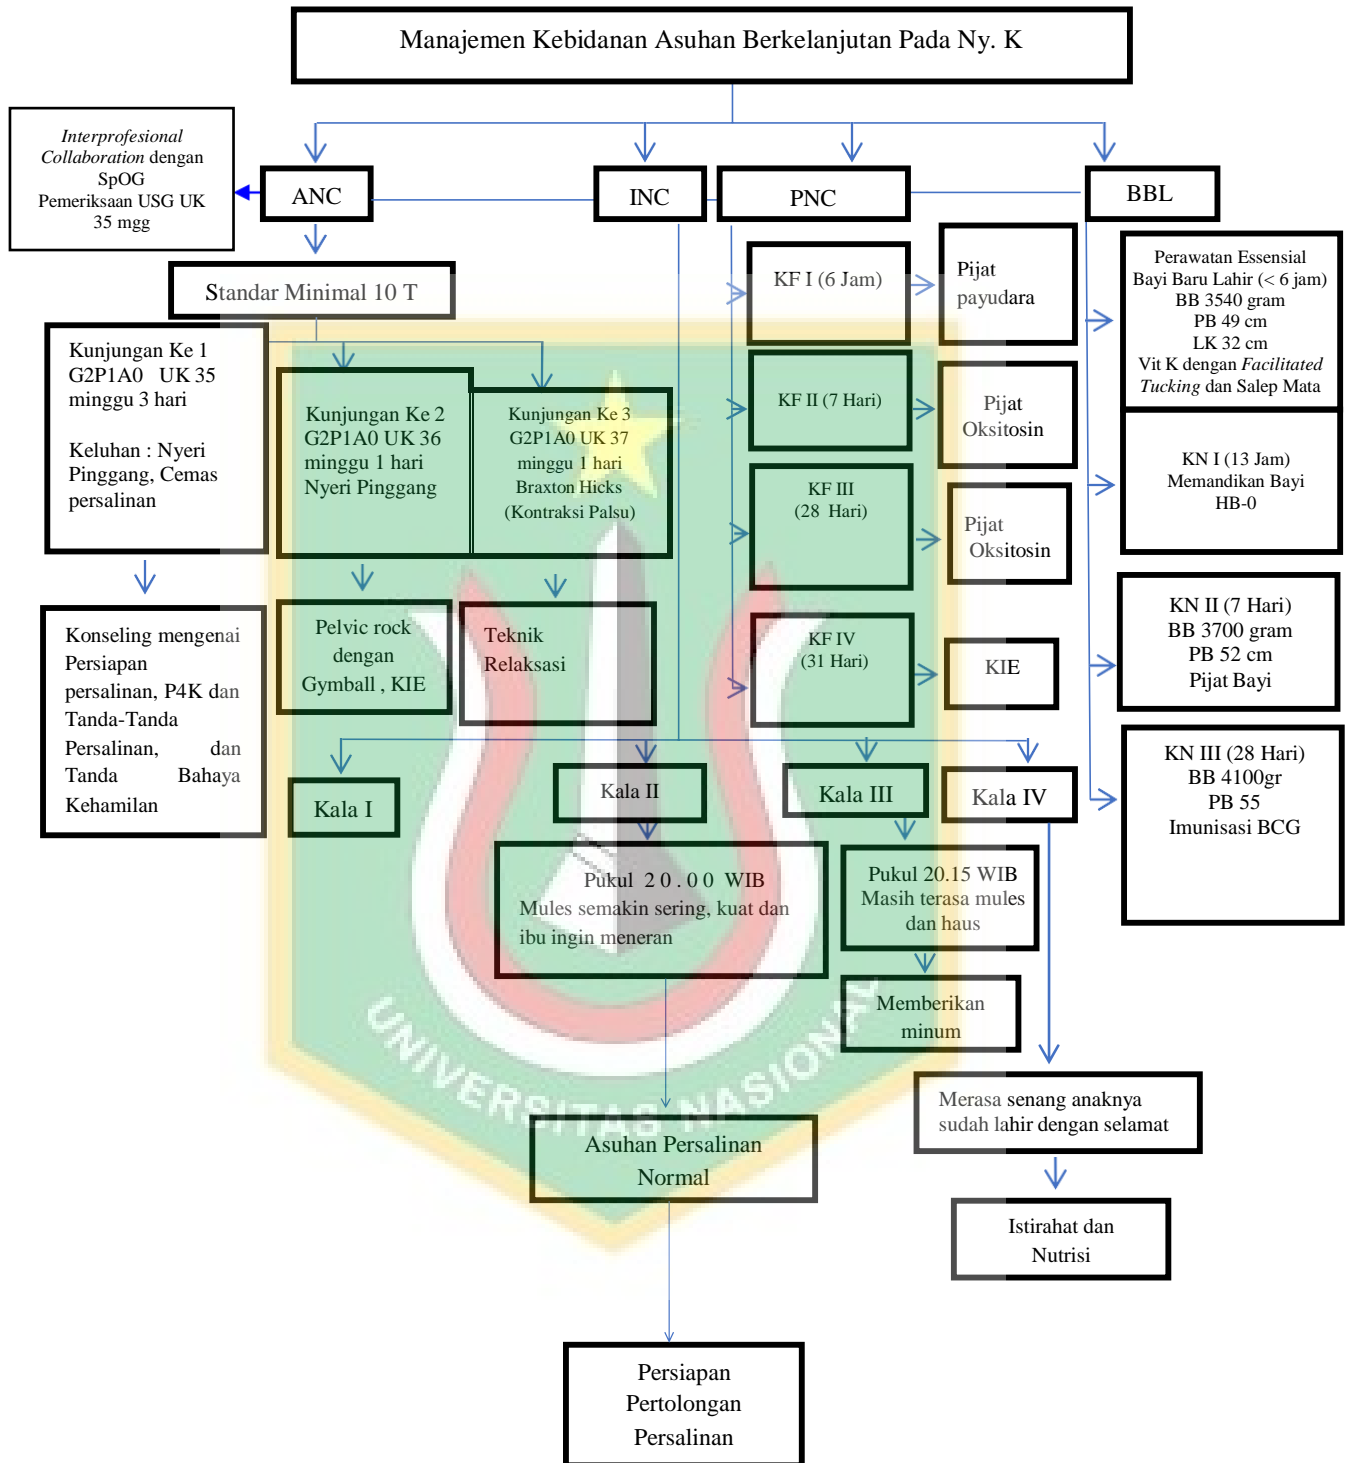 Manajemen Kebidanan Asuhan Berkelanjutan Pada Ny. K
Interprofesional
Collaboration dengan
SpOG
Pemeriksaan USG UK
35 mgg
ANC
INC
PNC
BBL
Standar Minimal 10 T
Kunjungan Ke 1
G2P1A0 UK 35
minggu 3 hari
Keluhan : Nyeri
Pinggang, Cemas
persalinan
Kunjungan Ke 2
G2P1A0 UK 36
minggu 1 hari
Nyeri Pinggang
Kunjungan Ke 3
G2P1A0 UK 37
minggu 1 hari
Braxton Hicks
(Kontraksi Palsu)
Konseling mengenai
Persiapan
persalinan, P4K dan
Tanda-Tanda
Persalinan, dan
Tanda Bahaya
Kehamilan
Pelvic rock
dengan
Gymball , KIE
Teknik
Relaksasi
KF I (6 Jam)
Pijat
payudara
KF II (7 Hari)
Pijat
Oksitosin
KF III
(28 Hari)
Pijat
Oksitosin
KF IV
(31 Hari)
KIE
Perawatan Essensial
Bayi Baru Lahir (< 6 jam)
BB 3540 gram
PB 49 cm
LK 32 cm
Vit K dengan Facilitated
Tucking dan Salep Mata
KN I (13 Jam)
Memandikan Bayi
HB-0
KN II (7 Hari)
BB 3700 gram
PB 52 cm
Pijat Bayi
KN III (28 Hari)
BB 4100gr
PB 55
Imunisasi BCG
Kala I
Kala II
Kala III
Kala IV
Pukul 20.00 WIB
Mules semakin sering, kuat dan
ibu ingin meneran
Pukul 20.15 WIB
Masih terasa mules
dan haus
Memberikan
minum
Merasa senang anaknya
sudah lahir dengan selamat
Istirahat dan
Nutrisi
Asuhan Persalinan
Normal
Persiapan
Pertolongan
Persalinan
UNIVERSITAS NASIONAL